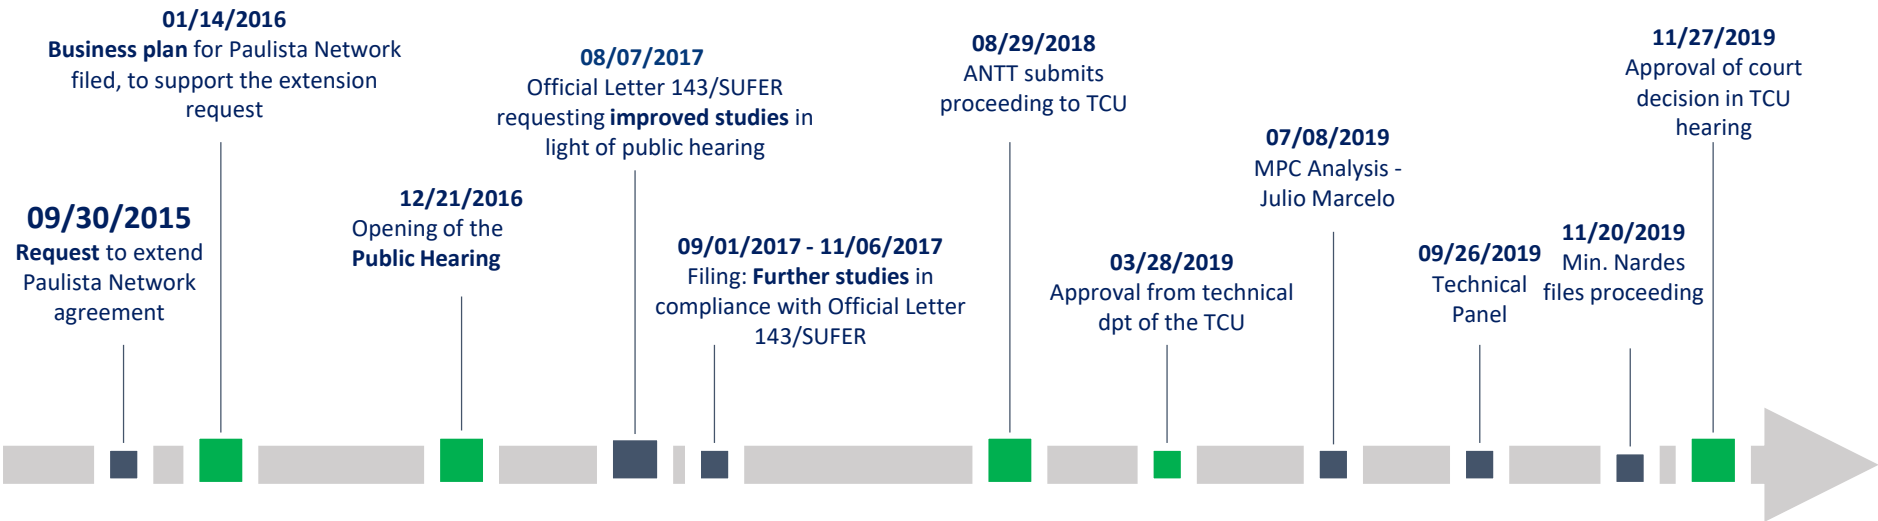 01/14/2016
Business plan for Paulista Network
filed, to support the extension
request
09/30/2015
Request to extend
Paulista Network
agreement
12/21/2016
Opening of the
Public Hearing
08/07/2017
Official Letter 143/SUFER
requesting improved studies in
light of public hearing
09/01/2017 - 11/06/2017
Filing: Further studies in
compliance with Official Letter
143/SUFER
08/29/2018
ANTT submits
proceeding to TCU
03/28/2019
Approval from technical
dpt of the TCU
07/08/2019
MPC Analysis -
Julio Marcelo
09/26/2019
Technical
Panel
11/20/2019
Min. Nardes
files proceeding
11/27/2019
Approval of court
decision in TCU
hearing